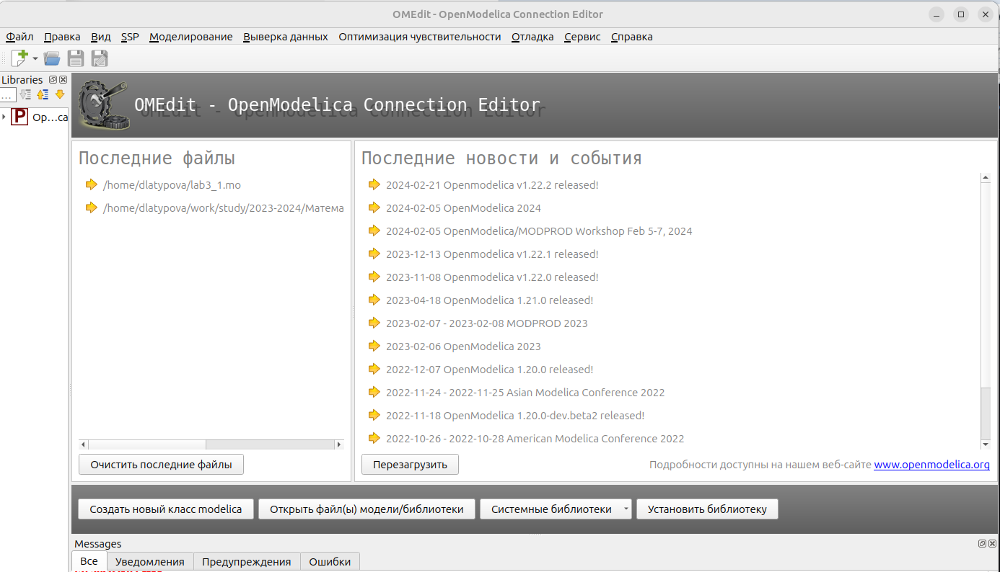 OMEdit - OpenModelica Connection Editor
Файл Правка Вид SSP Моделирование Выверка данных Оптимизация чувствительности Отладка Сервис Справка
Libraries
...
P Op...ca
OMEdit - OpenModelica Connection Editor
Последние файлы
/home/dlatypova/lab3_1.mo
/home/dlatypova/work/study/2023-2024/Матема
Очистить последние файлы
Последние новости и события
2024-02-21 Openmodelica v1.22.2 released!
2024-02-05 OpenModelica 2024
2024-02-05 OpenModelica/MODPROD Workshop Feb 5-7, 2024
2023-12-13 Openmodelica v1.22.1 released!
2023-11-08 Openmodelica v1.22.0 released!
2023-04-18 OpenModelica 1.21.0 released!
2023-02-07 - 2023-02-08 MODPROD 2023
2023-02-06 OpenModelica 2023
2022-12-07 OpenModelica 1.20.0 released!
2022-11-24 - 2022-11-25 Asian Modelica Conference 2022
2022-11-18 OpenModelica 1.20.0-dev.beta2 released!
2022-10-26 - 2022-10-28 American Modelica Conference 2022
Перезагрузить
Подробности доступны на нашем веб-сайте www.openmodelica.org
Создать новый класс modelica Открыть файл(ы) модели/библиотеки Системные библиотеки Установить библиотеку
Messages
Все Уведомления Предупреждения Ошибки